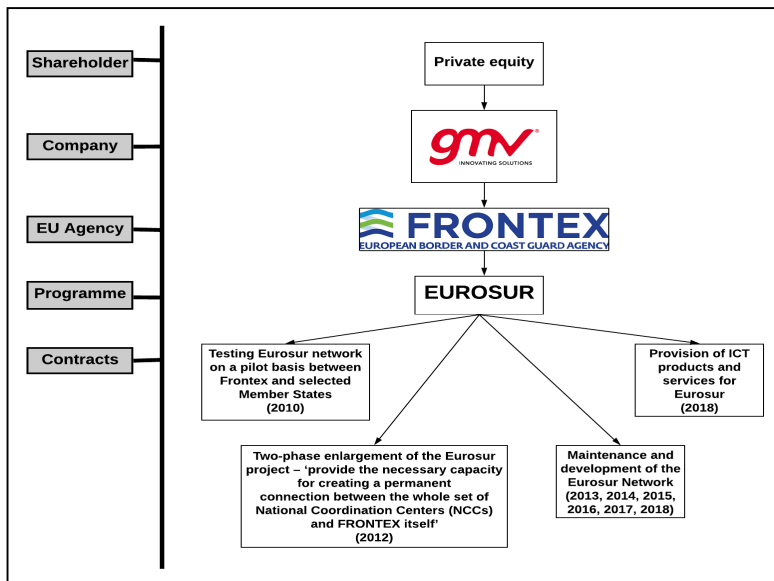 Shareholder
Company
EU Agency
Programme
Contracts
Private equity
gmv®
INNOVATING SOLUTIONS
FRONTEX
EUROPEAN BORDER AND COAST GUARD AGENCY
EUROSUR
Testing Eurosur network
on a pilot basis between
Frontex and selected
Member States
(2010)
Two-phase enlargement of the Eurosur
project – ‘provide the necessary capacity
for creating a permanent
connection between the whole set of
National Coordination Centers (NCCs)
and FRONTEX itself’
(2012)
Maintenance and
development of the
Eurosur Network
(2013, 2014, 2015,
2016, 2017, 2018)
Provision of ICT
products and
services for
Eurosur
(2018)